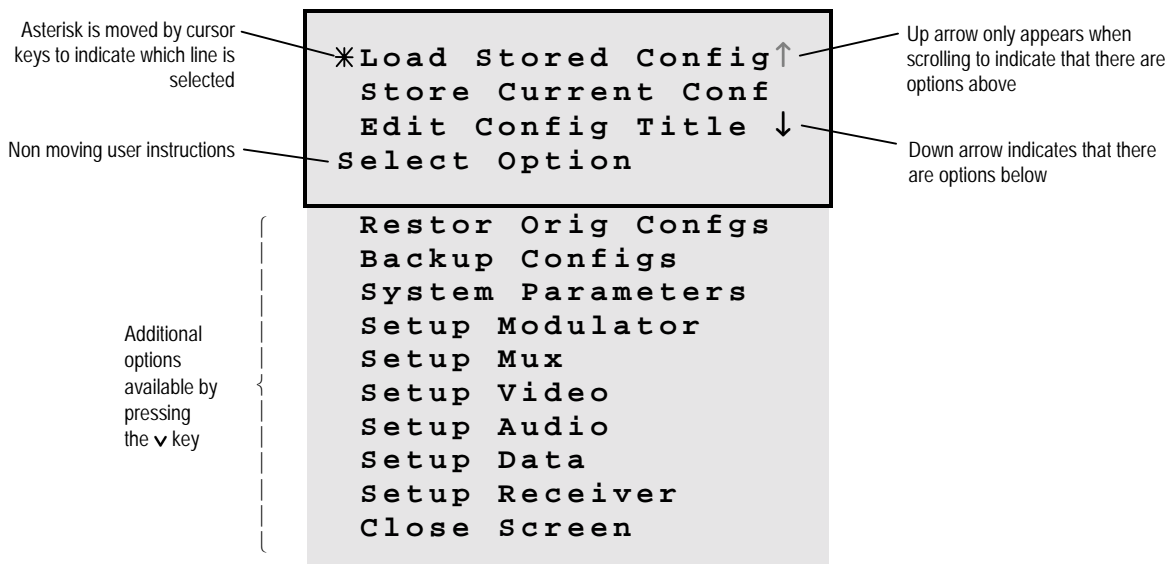 Asterisk is moved by cursor
keys to indicate which line is
selected
Non moving user instructions
*Load Stored Config↑
Store Current Conf
Edit Config Title ↓
Select Option
Up arrow only appears when
scrolling to indicate that there are
options above
Down arrow indicates that there
are options below
Additional
options
available by
pressing
the v key
Restor Orig Confgs
Backup Configs
System Parameters
Setup Modulator
Setup Mux
Setup Video
Setup Audio
Setup Data
Setup Receiver
Close Screen